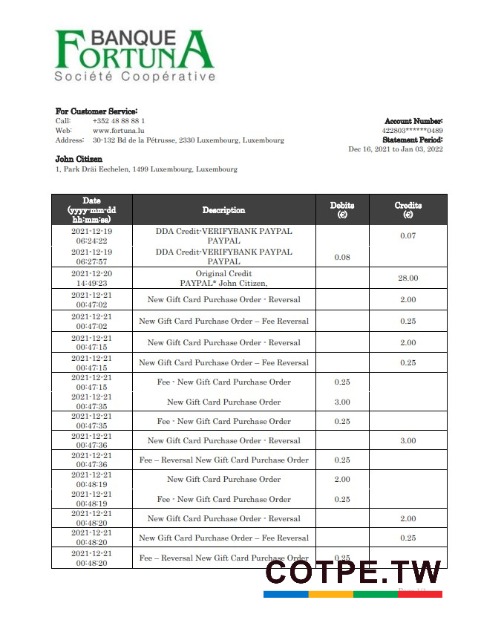 BANQUE
FORTUNA
Société Coopérative
For Customer Service:
Call: +352 48 88 88 1
Web: www.fortuna.lu
Address: 30-132 Bd de la Pétrusse, 2330 Luxembourg, Luxembourg
Account Number:
422803******0489
Statement Period:
Dec 16, 2021 to Jan 03, 2022
John Citizen
1, Park Dräi Eechelen, 1499 Luxembourg, Luxembourg
Date (yyyy-mm-dd hh:mm:ss) Description Debits (€) Credits (€)
2021-12-19 06:24:22 DDA Credit-VERIFYBANK PAYPAL PAYPAL 0.07
2021-12-19 06:27:57 DDA Credit-VERIFYBANK PAYPAL PAYPAL 0.08
2021-12-20 14:49:23 Original Credit PAYPAL* John Citizen, 28.00
2021-12-21 00:47:02 New Gift Card Purchase Order - Reversal 2.00
2021-12-21 00:47:02 New Gift Card Purchase Order – Fee Reversal 0.25
2021-12-21 00:47:15 New Gift Card Purchase Order - Reversal 2.00
2021-12-21 00:47:15 New Gift Card Purchase Order – Fee Reversal 0.25
2021-12-21 00:47:15 Fee - New Gift Card Purchase Order 0.25
2021-12-21 00:47:35 New Gift Card Purchase Order 3.00
2021-12-21 00:47:35 Fee - New Gift Card Purchase Order 0.25
2021-12-21 00:47:36 New Gift Card Purchase Order - Reversal 3.00
2021-12-21 00:47:36 Fee – Reversal New Gift Card Purchase Order 0.25
2021-12-21 00:48:19 New Gift Card Purchase Order 2.00
2021-12-21 00:48:19 Fee - New Gift Card Purchase Order 0.25
2021-12-21 00:48:20 New Gift Card Purchase Order - Reversal 2.00
2021-12-21 00:48:20 New Gift Card Purchase Order – Fee Reversal 0.25
2021-12-21 00:48:20 Fee – Reversal New Gift Card Purchase Order 0.25
COTPE.TW